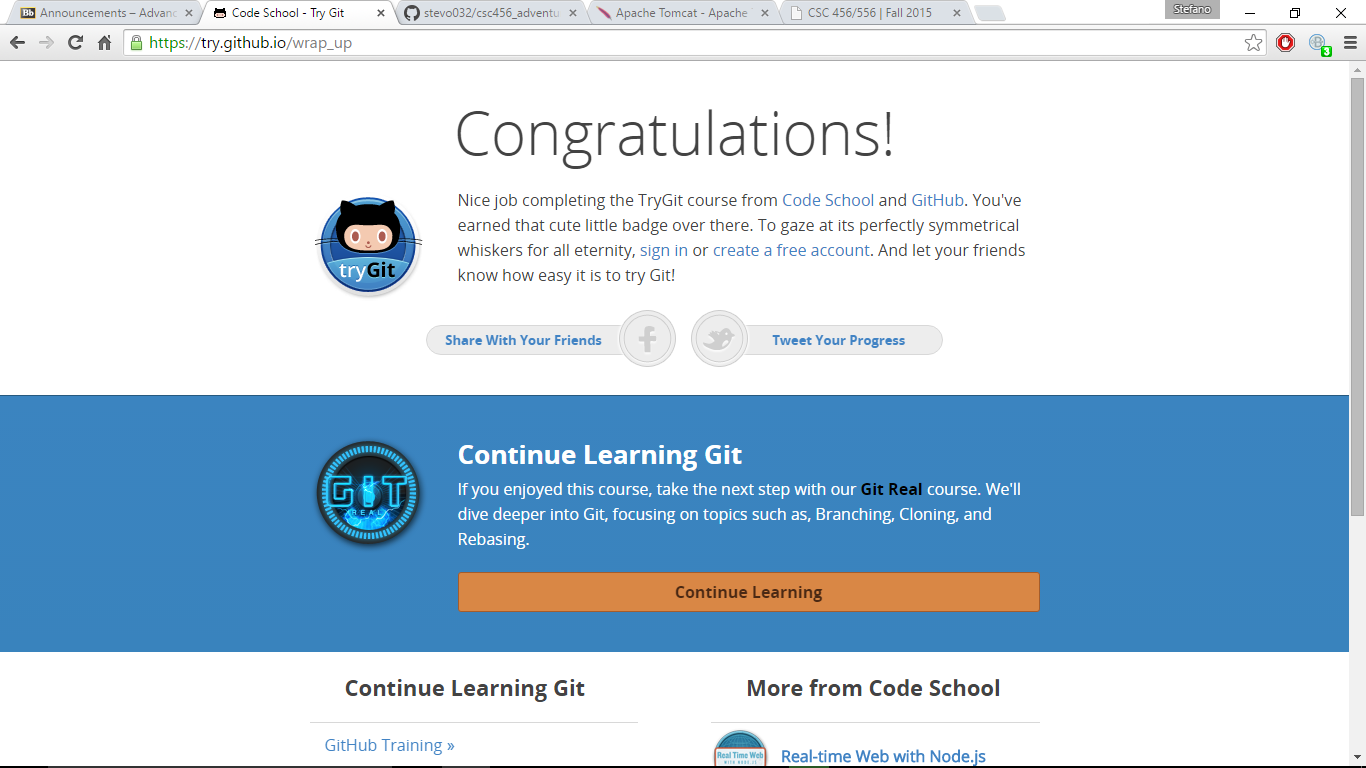 Stefano
Bb Announcements – Advanc
Code School - Try Git
stevo032/csc456_adventu
Apache Tomcat - Apache
CSC 456/556 | Fall 2015
https://try.github.io/wrap_up
3
Congratulations!
Nice job completing the TryGit course from Code School and GitHub. You've
earned that cute little badge over there. To gaze at its perfectly symmetrical
whiskers for all eternity, sign in or create a free account. And let your friends
know how easy it is to try Git!
tryGit
Share With Your Friends
Tweet Your Progress
GIT
REAL
Continue Learning Git
If you enjoyed this course, take the next step with our Git Real course. We'll
dive deeper into Git, focusing on topics such as, Branching, Cloning, and
Rebasing.
Continue Learning
Continue Learning Git
GitHub Training »
More from Code School
Real Time Web
WITH NODE.JS
Real-time Web with Node.js